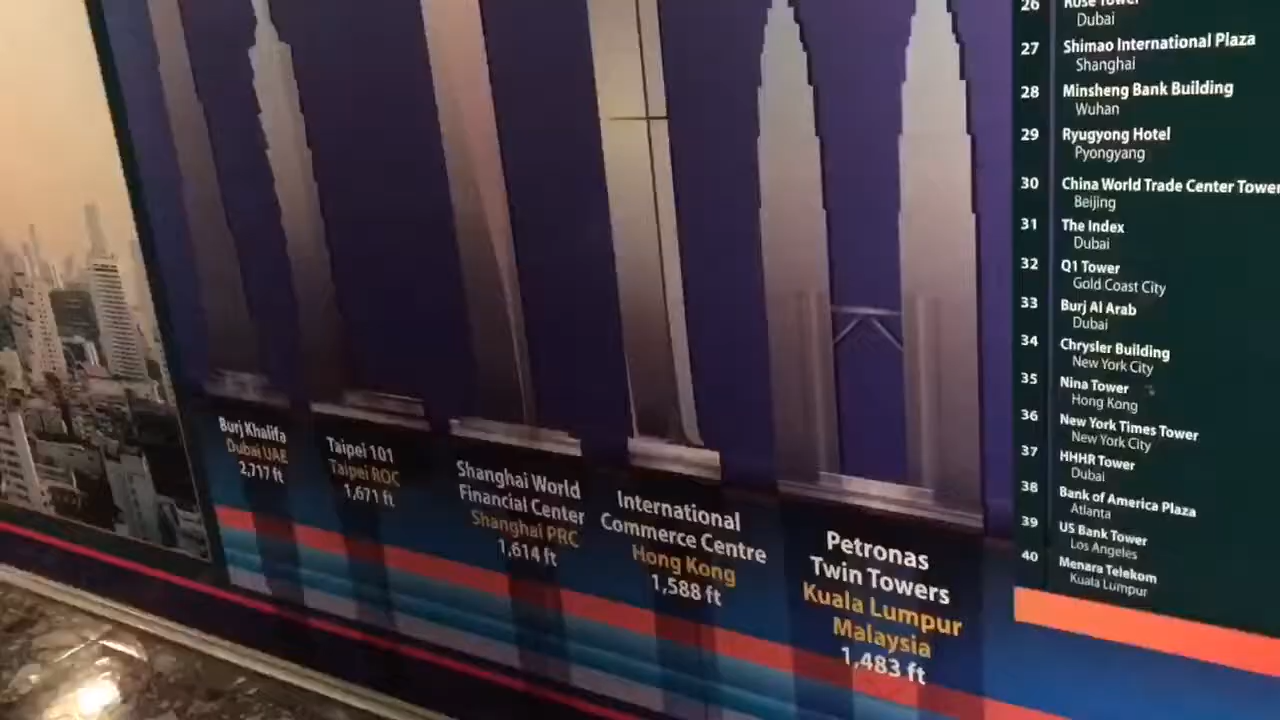 Burj Khalifa
Dubai UAE
2,717 ft
Taipei 101
Taipei ROC
1,671 ft
Shanghai World
Financial Center
Shanghai PRC
1,614 ft
International
Commerce Centre
Hong Kong
1,588 ft
Petronas
Twin Towers
Kuala Lumpur
Malaysia
1,483 ft
26 Rose Tower
Dubai
27 Shimao International Plaza
Shanghai
28 Minsheng Bank Building
Wuhan
29 Ryugyong Hotel
Pyongyang
30 China World Trade Center Tower
Beijing
31 The Index
Dubai
32 Q1 Tower
Gold Coast City
33 Burj Al Arab
Dubai
34 Chrysler Building
New York City
35 Nina Tower
Hong Kong
36 New York Times Tower
New York City
37 HHHR Tower
Dubai
38 Bank of America Plaza
Atlanta
39 US Bank Tower
Los Angeles
40 Menara Telekom
Kuala Lumpur